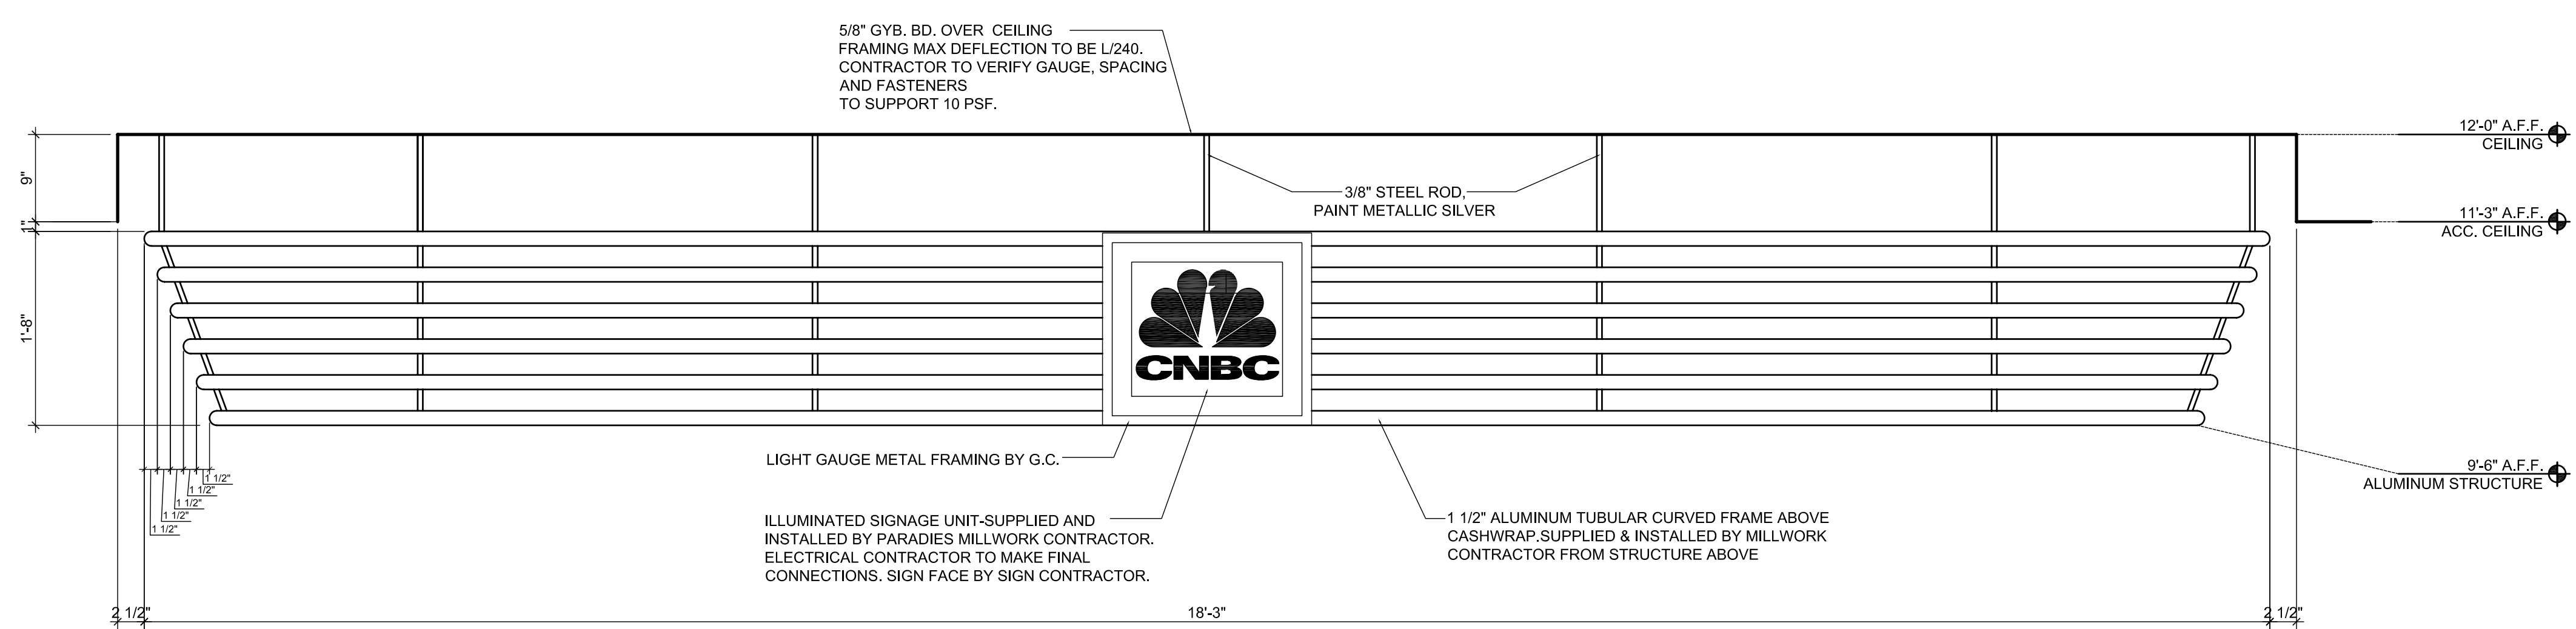 5/8" GYB. BD. OVER CEILING
FRAMING MAX DEFLECTION TO BE L/240.
CONTRACTOR TO VERIFY GAUGE, SPACING
AND FASTENERS
TO SUPPORT 10 PSF.
12'-0" A.F.F.
CEILING
9"
3/8" STEEL ROD,
PAINT METALLIC SILVER
11'-3" A.F.F.
ACC. CEILING
1"
1'-8"
CNBC
LIGHT GAUGE METAL FRAMING BY G.C.
9'-6" A.F.F.
ALUMINUM STRUCTURE
1 1/2"
1 1/2"
1 1/2"
1 1/2"
1 1/2"
ILLUMINATED SIGNAGE UNIT-SUPPLIED AND
INSTALLED BY PARADIES MILLWORK CONTRACTOR.
ELECTRICAL CONTRACTOR TO MAKE FINAL
CONNECTIONS. SIGN FACE BY SIGN CONTRACTOR.
1 1/2" ALUMINUM TUBULAR CURVED FRAME ABOVE
CASHWRAP.SUPPLIED & INSTALLED BY MILLWORK
CONTRACTOR FROM STRUCTURE ABOVE
2 1/2"
18'-3"
2 1/2"